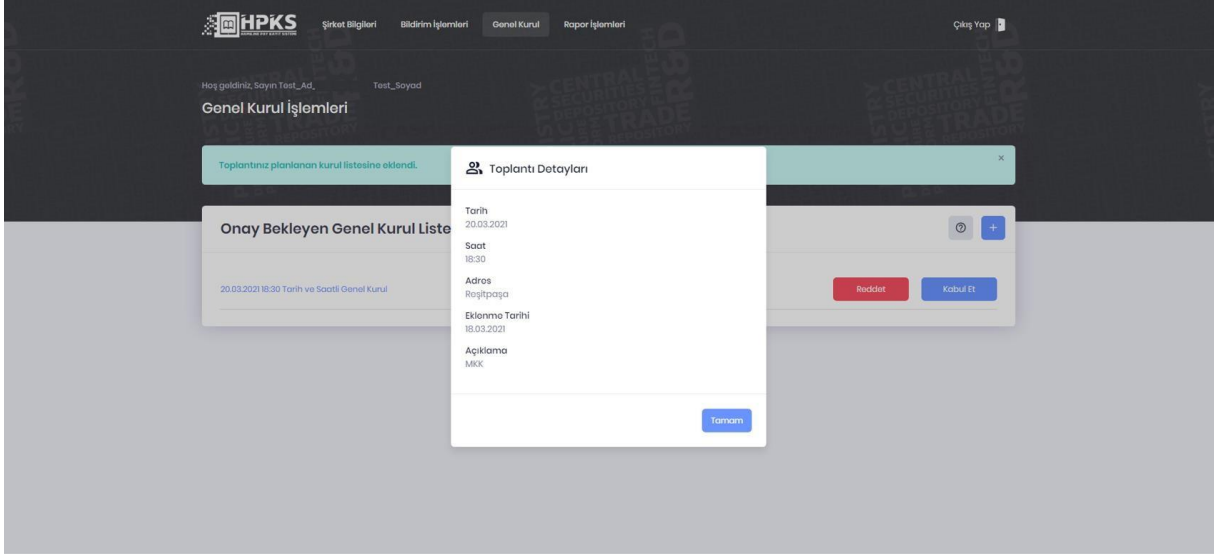 HPKS
Şirket Bilgileri
Bildirim İşlemleri
Genel Kurul
Rapor İşlemleri
Çıkış Yap
Hoş geldiniz, Sayın Test_Ad_ Test_Soyad
Genel Kurul İşlemleri
Toplantınız planlanan kurul listesine eklendi.
×
Toplantı Detayları
Tarih
20.03.2021
Saat
18:30
Adres
Reşitpaşa
Eklenme Tarihi
18.03.2021
Açıklama
MKK
Tamam
Onay Bekleyen Genel Kurul Liste
20.03.2021 18:30 Tarih ve Saatli Genel Kurul
Reddet
Kabul Et